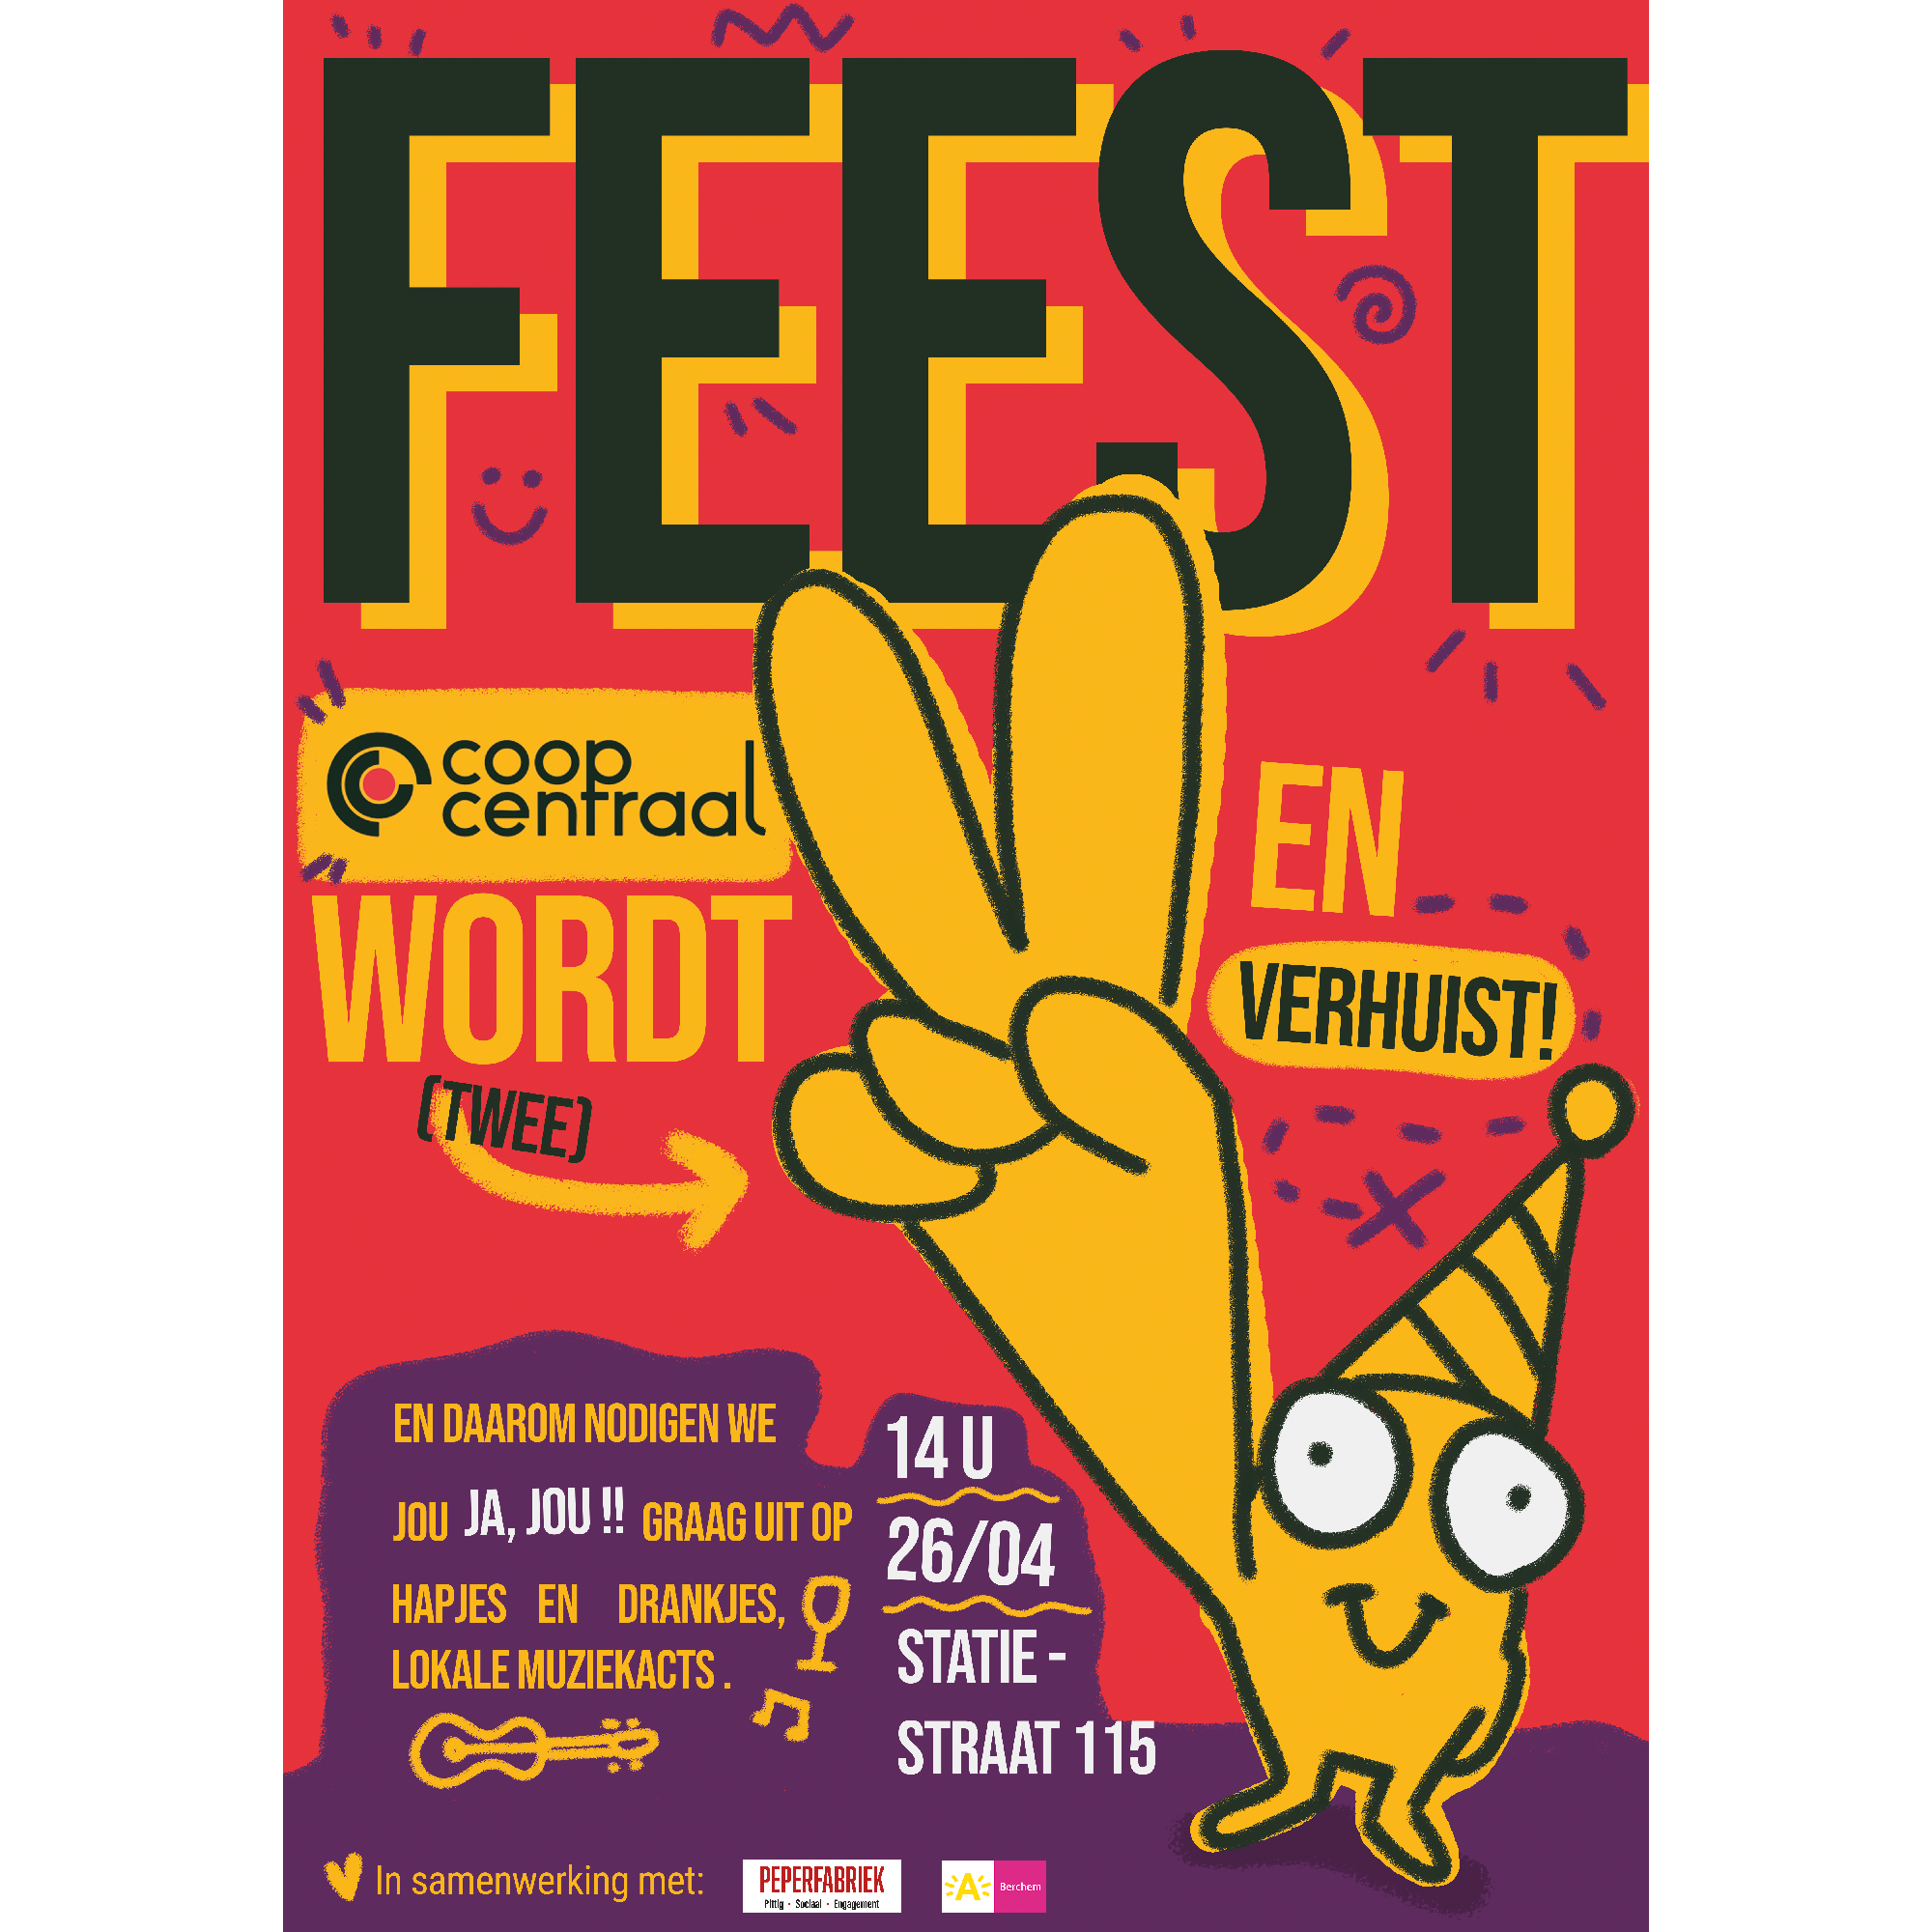 FEEST
coop
centraal
WORDT
(TWEE)
EN
VERHUIST!
EN DAAROM NODIGEN WE
JOU JA, JOU !! GRAAG UIT OP
HAPJES EN DRANKJES,
LOKALE MUZIEKACTS .
14 U
26/04
STATIE -
STRAAT 115
In samenwerking met:
PEPERFABRIEK
Pittig · Sociaal · Engagement
A
Berchem